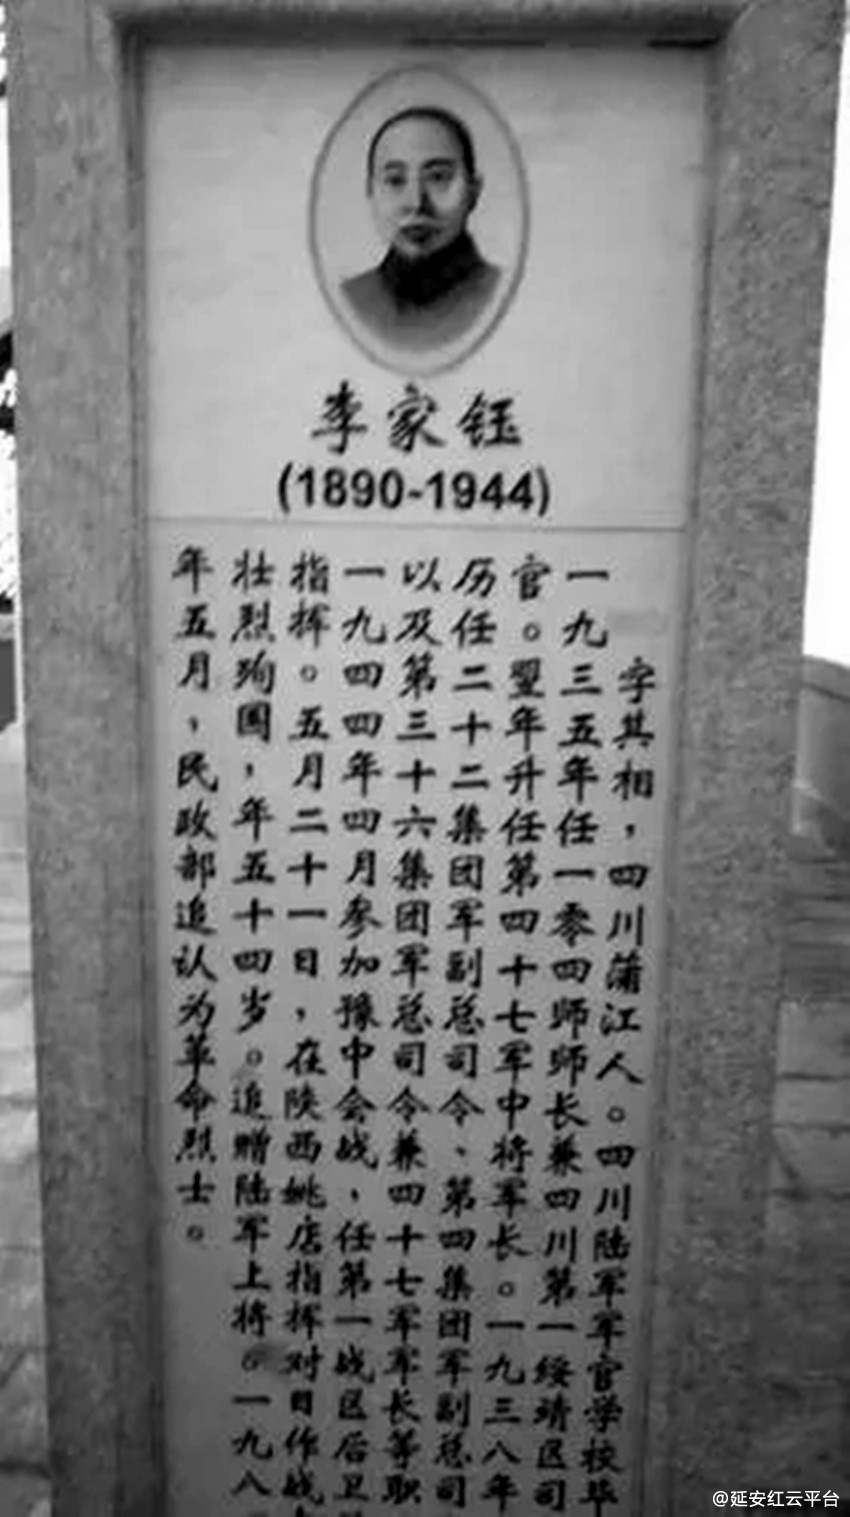 李家钰
(1890-1944)
字其相，四川蒲江人。四川陆军军官学校毕
一九三五年任一零四师师长兼四川第一绥靖区司
官。翌年升任第四十七军中将军长。一九三八年
历任二十二集团军副总司令、第四集团军副总司
以及第三十六集团军总司令兼四十七军军长等职
一九四四年四月参加豫中会战，任第一战区后卫
指挥。五月二十一日，在陕西姚店指挥对日作战
壮烈殉国，年五十四岁。追赠陆军上将。一九八
年五月，民政部追认为革命烈士。
@延安红云平台